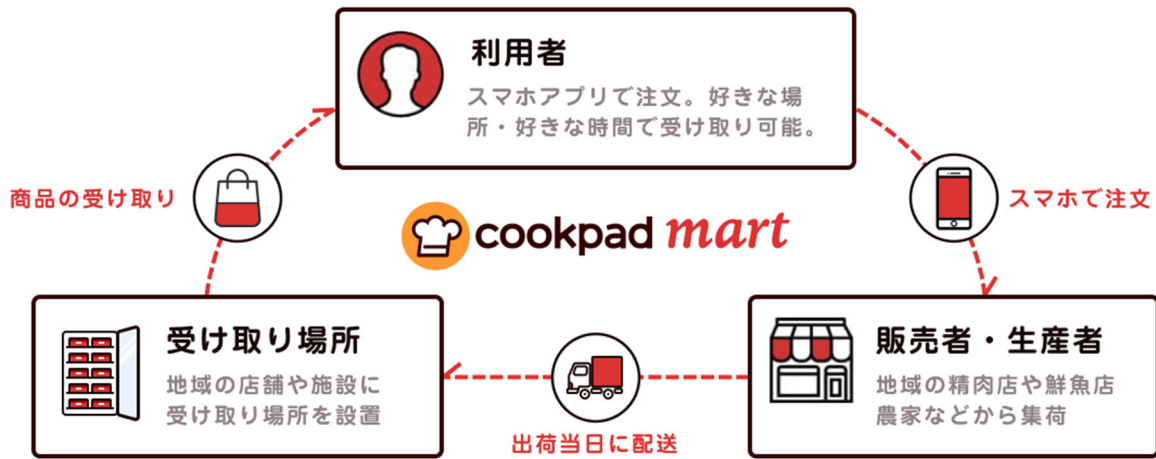 利用者
スマホアプリで注文。好きな場
所・好きな時間で受け取り可能。
商品の受け取り
スマホで注文
cookpad mart
受け取り場所
地域の店舗や施設に
受け取り場所を設置
販売者・生産者
地域の精肉店や鮮魚店
農家などから集荷
出荷当日に配送